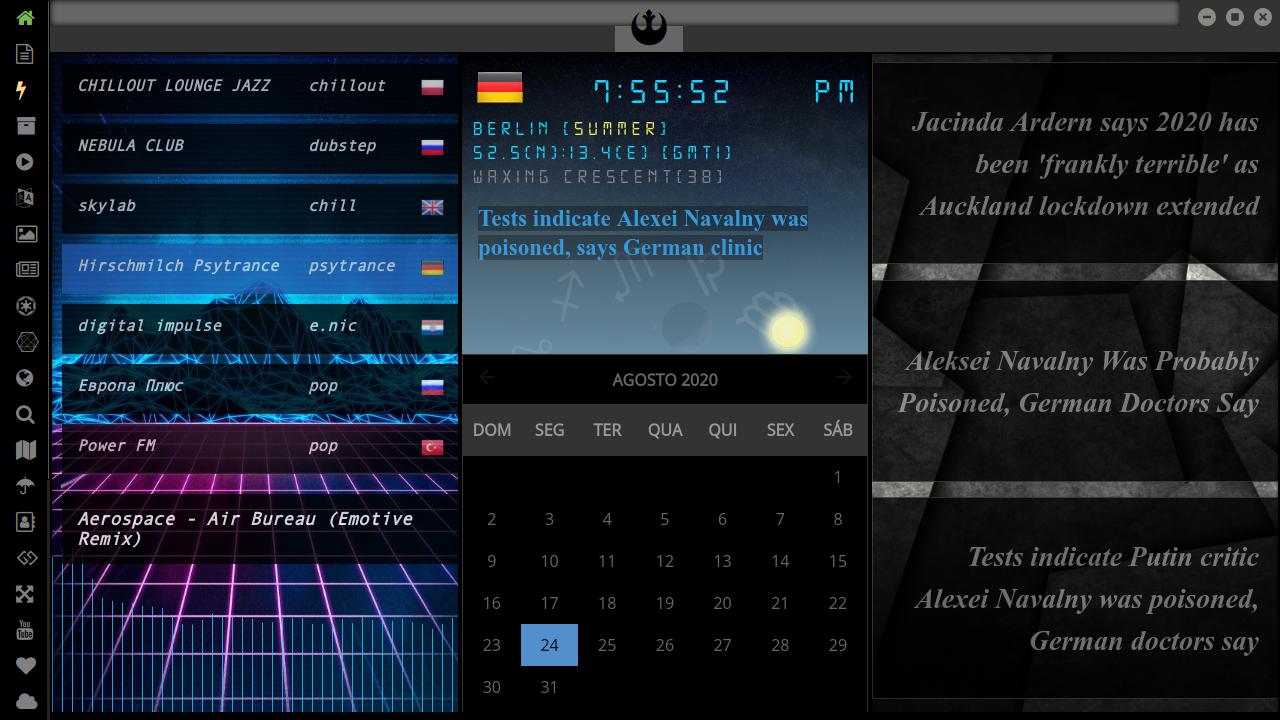 CHILLOUT LOUNGE JAZZ chillout
NEBULA CLUB dubstep
skylab chill
Hirschmilch Psytrance psytrance
digital impulse e.nic
Европа Плюс pop
Power FM pop
Aerospace - Air Bureau (Emotive
Remix)
7:55:52 PM
BERLIN (SUMMER)
52.5(N):13.4(E) (GMT1)
WAXING CRESCENT(38)
Tests indicate Alexei Navalny was
poisoned, says German clinic
AGOSTO 2020
DOM SEG TER QUA QUI SEX SÁB
1
2 3 4 5 6 7 8
9 10 11 12 13 14 15
16 17 18 19 20 21 22
23 24 25 26 27 28 29
30 31
Jacinda Ardern says 2020 has
been 'frankly terrible' as
Auckland lockdown extended
Aleksei Navalny Was Probably
Poisoned, German Doctors Say
Tests indicate Putin critic
Alexei Navalny was poisoned,
German doctors say
You
Tube